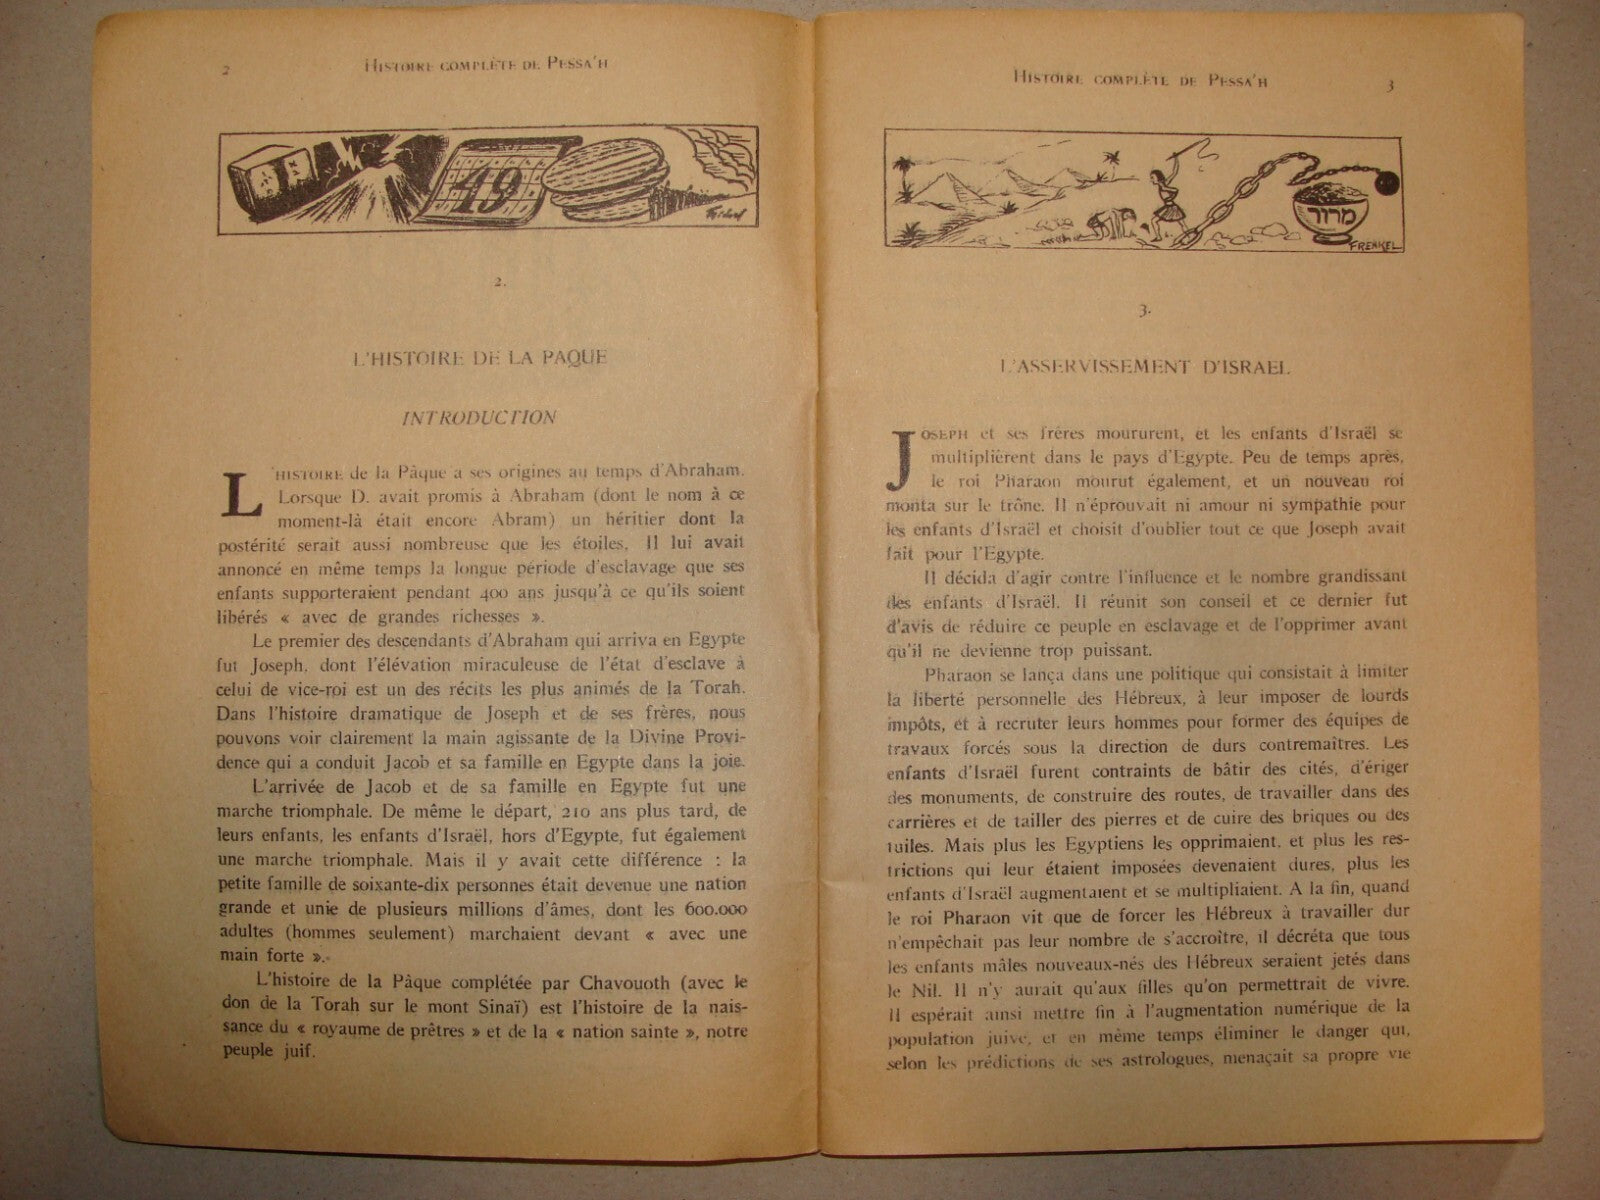 2
HISTOIRE COMPLÈTE DE PESSA'H
49
2.
L'HISTOIRE DE LA PAQUE
INTRODUCTION
L'HISTOIRE de la Pâque a ses origines au temps d'Abraham.
Lorsque D. avait promis à Abraham (dont le nom à ce
moment-là était encore Abram) un héritier dont la
postérité serait aussi nombreuse que les étoiles, Il lui avait
annoncé en même temps la longue période d'esclavage que ses
enfants supporteraient pendant 400 ans jusqu'à ce qu'ils soient
libérés « avec de grandes richesses ».
Le premier des descendants d'Abraham qui arriva en Egypte
fut Joseph, dont l'élévation miraculeuse de l'état d'esclave à
celui de vice-roi est un des récits les plus animés de la Torah.
Dans l'histoire dramatique de Joseph et de ses frères, nous
pouvons voir clairement la main agissante de la Divine Provi-
dence qui a conduit Jacob et sa famille en Egypte dans la joie.
L'arrivée de Jacob et de sa famille en Egypte fut une
marche triomphale. De même le départ, 210 ans plus tard, de
leurs enfants, les enfants d'Israël, hors d'Egypte, fut également
une marche triomphale. Mais il y avait cette différence : la
petite famille de soixante-dix personnes était devenue une nation
grande et unie de plusieurs millions d'âmes, dont les 600.000
adultes (hommes seulement) marchaient devant « avec une
main forte ».
L'histoire de la Pâque complétée par Chavouoth (avec le
don de la Torah sur le mont Sinaï) est l'histoire de la nais-
sance du « royaume de prêtres » et de la « nation sainte », notre
peuple juif.
HISTOIRE COMPLÈTE DE PESSA'H
3
מרור
FRENKEL
3.
L'ASSERVISSEMENT D'ISRAEL
JOSEPH et ses frères moururent, et les enfants d'Israël se
multiplièrent dans le pays d'Egypte. Peu de temps après,
le roi Pharaon mourut également, et un nouveau roi
monta sur le trône. Il n'éprouvait ni amour ni sympathie pour
les enfants d'Israël et choisit d'oublier tout ce que Joseph avait
fait pour l'Egypte.
Il décida d'agir contre l'influence et le nombre grandissant
des enfants d'Israël. Il réunit son conseil et ce dernier fut
d'avis de réduire ce peuple en esclavage et de l'opprimer avant
qu'il ne devienne trop puissant.
Pharaon se lança dans une politique qui consistait à limiter
la liberté personnelle des Hébreux, à leur imposer de lourds
impôts, et à recruter leurs hommes pour former des équipes de
travaux forcés sous la direction de durs contremaîtres. Les
enfants d'Israël furent contraints de bâtir des cités, d'ériger
des monuments, de construire des routes, de travailler dans des
carrières et de tailler des pierres et de cuire des briques ou des
tuiles. Mais plus les Egyptiens les opprimaient, et plus les res-
trictions qui leur étaient imposées devenaient dures, plus les
enfants d'Israël augmentaient et se multipliaient. A la fin, quand
le roi Pharaon vit que de forcer les Hébreux à travailler dur
n'empêchait pas leur nombre de s'accroître, il décréta que tous
les enfants mâles nouveaux-nés des Hébreux seraient jetés dans
le Nil. Il n'y aurait qu'aux filles qu'on permettrait de vivre.
Il espérait ainsi mettre fin à l'augmentation numérique de la
population juive, et en même temps éliminer le danger qui,
selon les prédictions de ses astrologues, menaçait sa propre vie